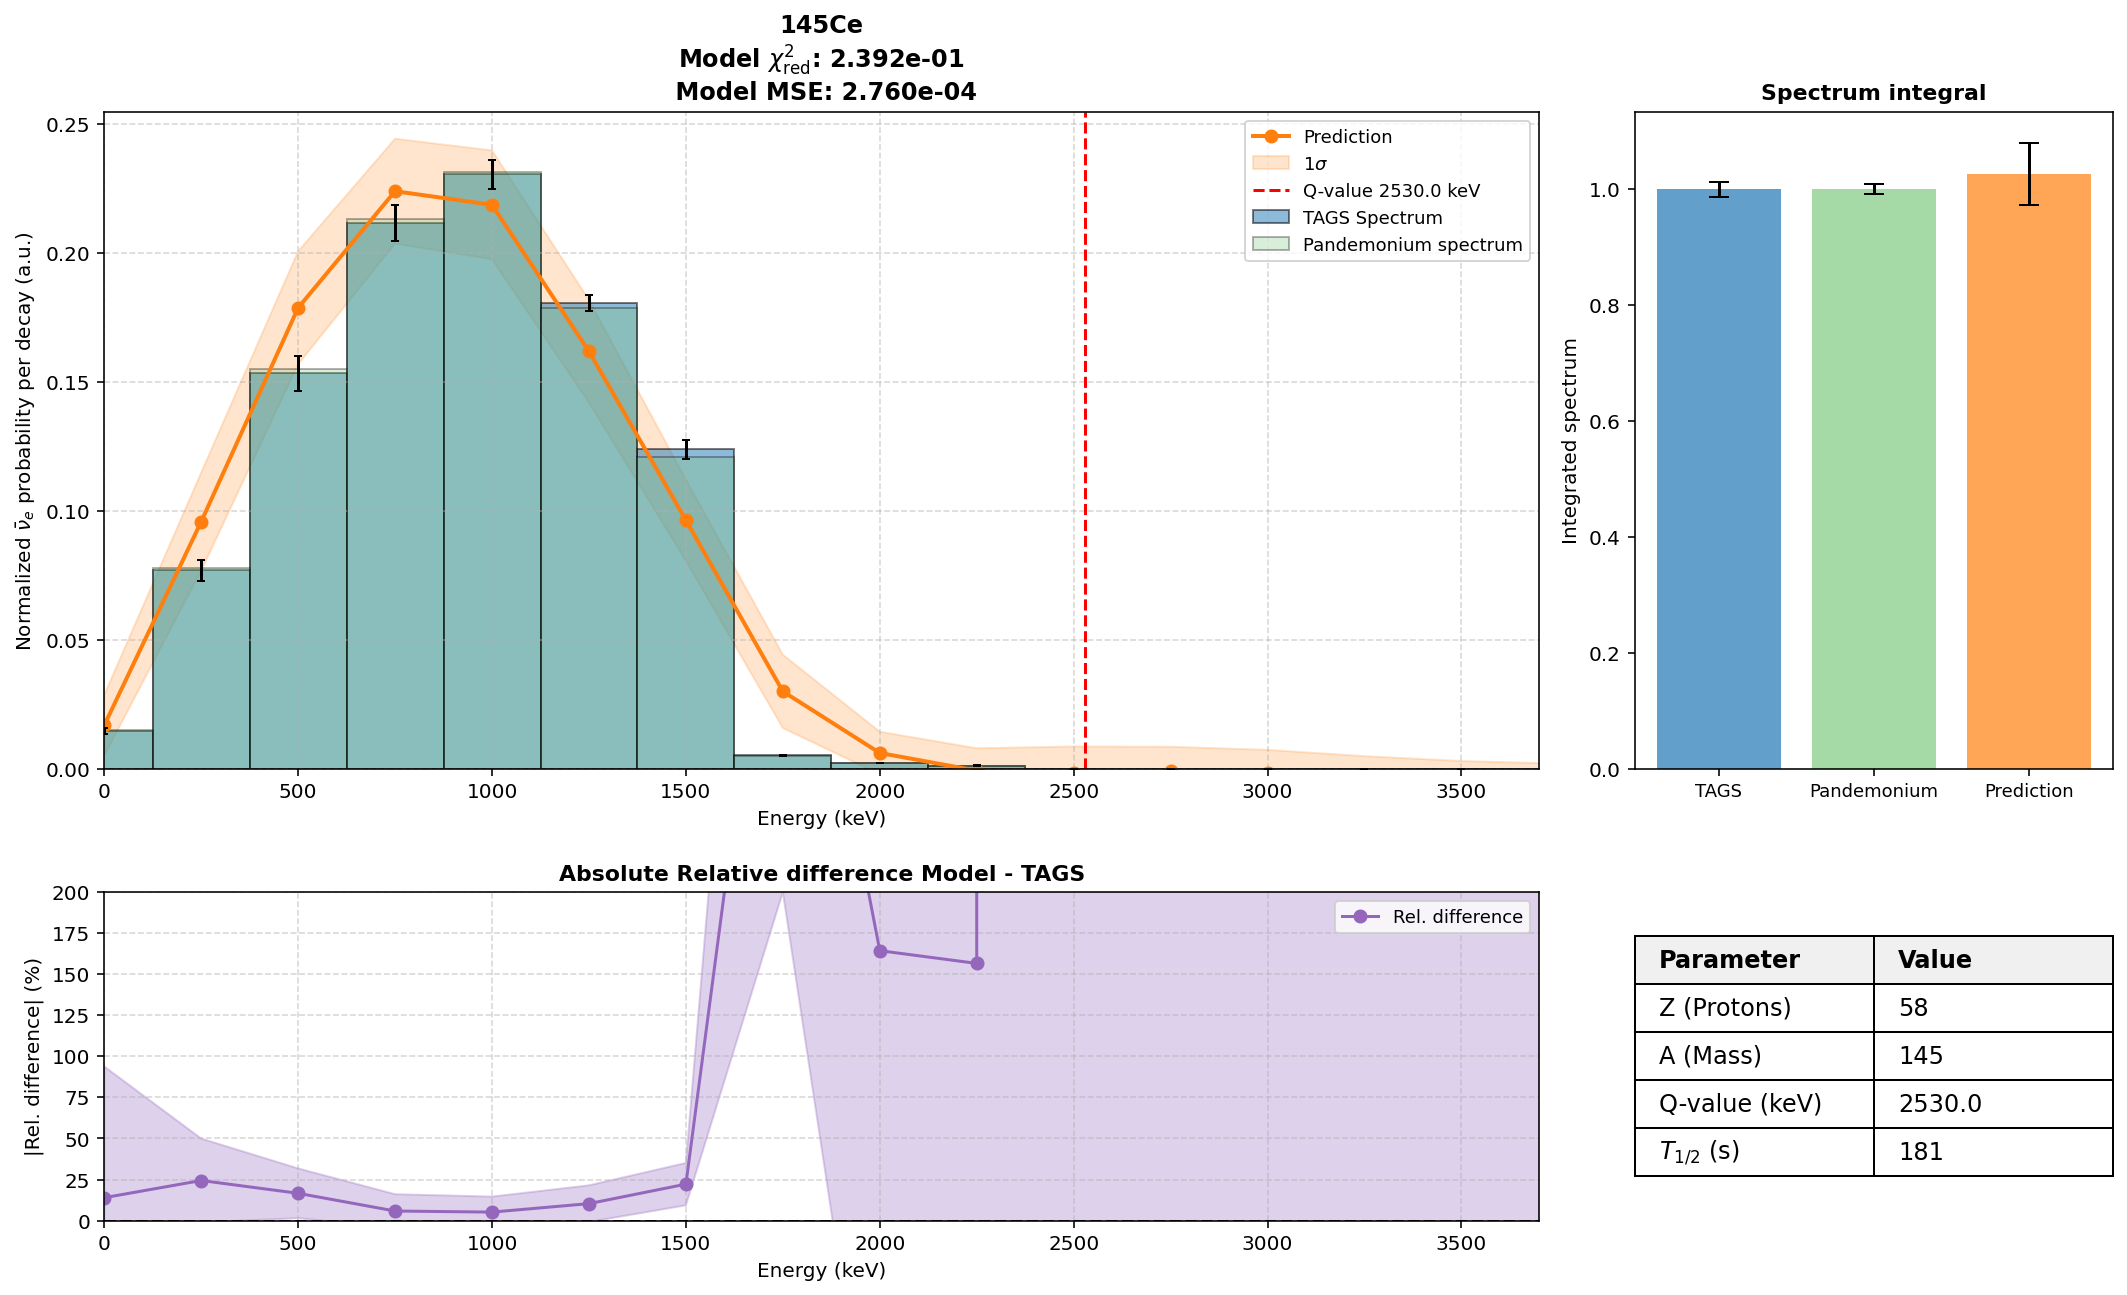 145Ce
Model χ²red: 2.392e-01
Model MSE: 2.760e-04
Normalized ν̄e probability per decay (a.u.)
0.25
0.20
0.15
0.10
0.05
0.00
0 500 1000 1500 2000 2500 3000 3500
Energy (keV)
Prediction
1σ
Q-value 2530.0 keV
TAGS Spectrum
Pandemonium spectrum
Spectrum integral
Integrated spectrum
1.0
0.8
0.6
0.4
0.2
0.0
TAGS Pandemonium Prediction
Absolute Relative difference Model - TAGS
|Rel. difference| (%)
200
175
150
125
100
75
50
25
0
0 500 1000 1500 2000 2500 3000 3500
Energy (keV)
Rel. difference
Parameter Value
Z (Protons) 58
A (Mass) 145
Q-value (keV) 2530.0
T1/2 (s) 181